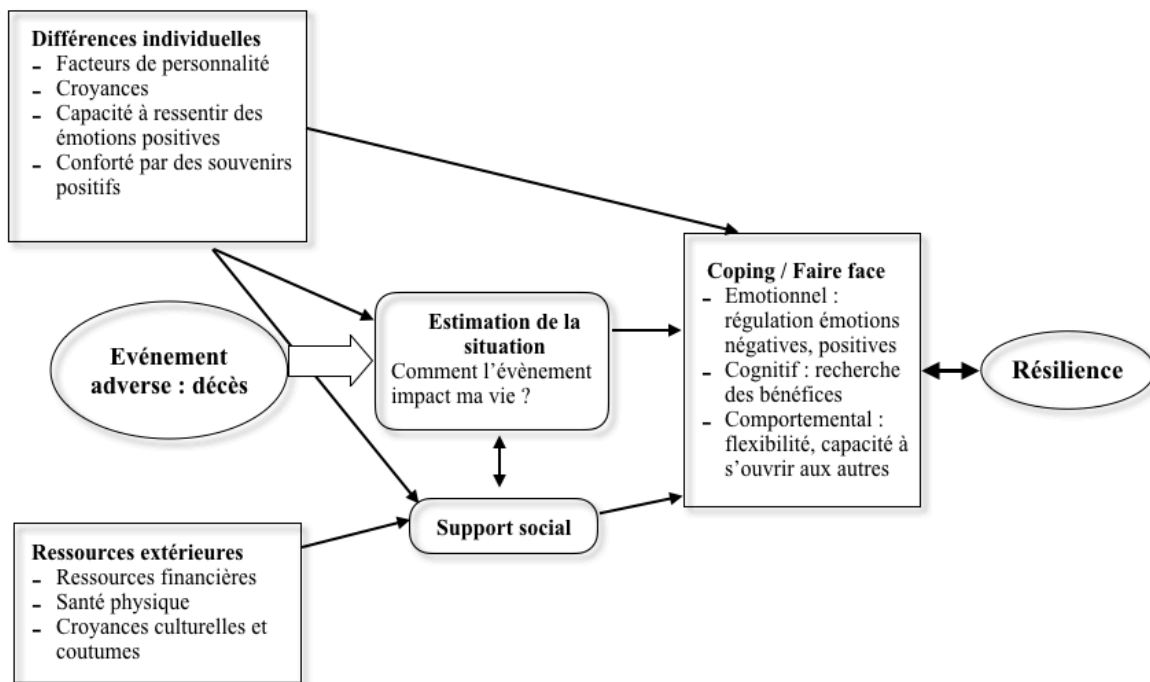 Différences individuelles
- Facteurs de personnalité
- Croyances
- Capacité à ressentir des
émotions positives
- Conforté par des souvenirs
positifs
Evénement
adverse : décès
Estimation de la
situation
Comment l'évènement
impact ma vie ?
Support social
Ressources extérieures
- Ressources financières
- Santé physique
- Croyances culturelles et
coutumes
Coping / Faire face
- Emotionnel :
régulation émotions
négatives, positives
- Cognitif : recherche
des bénéfices
- Comportemental :
flexibilité, capacité à
s'ouvrir aux autres
Résilience